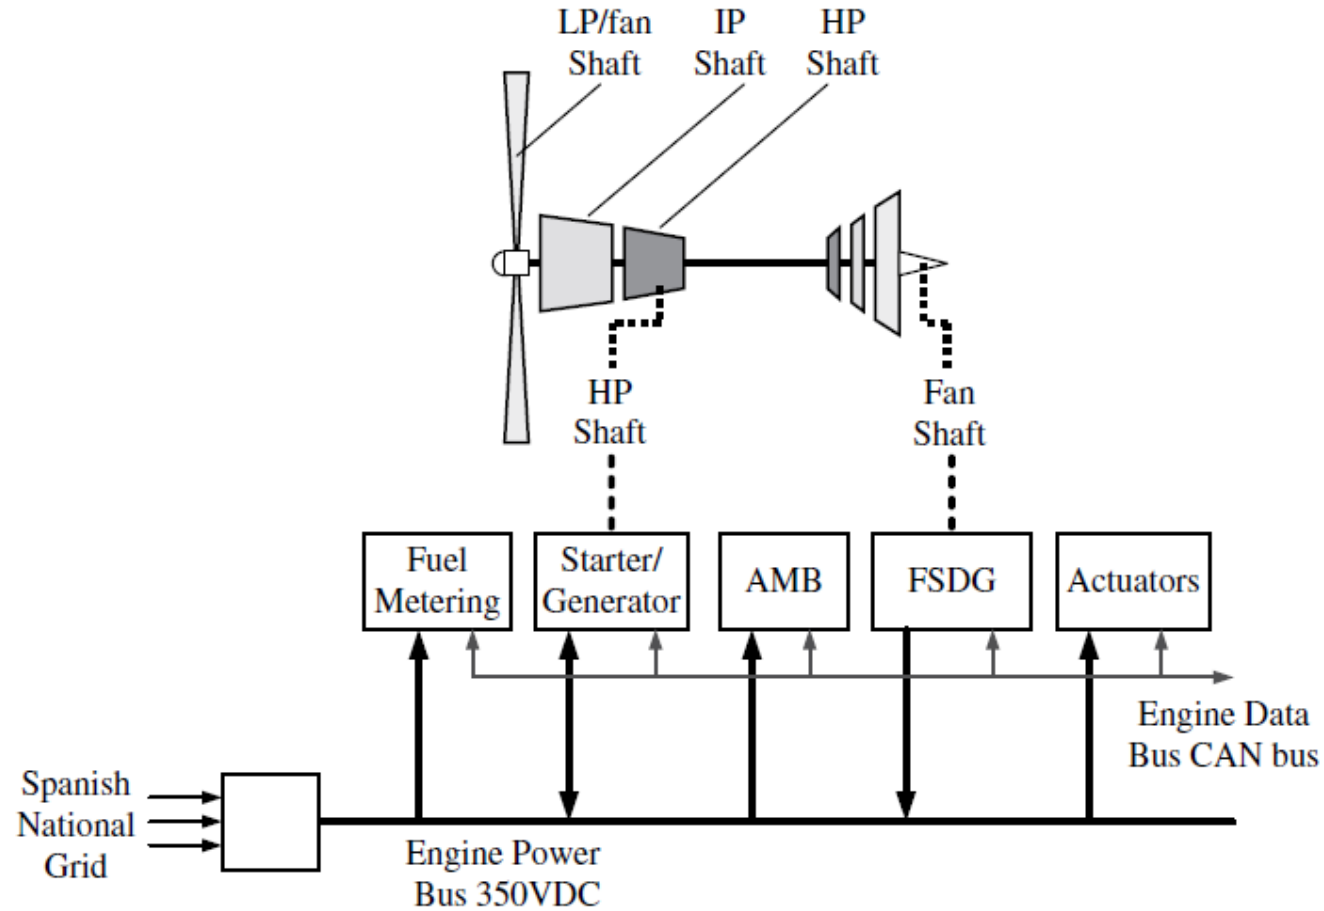 LP/fan
Shaft
IP
Shaft
HP
Shaft
HP
Shaft
Fan
Shaft
Fuel
Metering
Starter/
Generator
AMB
FSDG
Actuators
Engine Data
Bus CAN bus
Spanish
National
Grid
Engine Power
Bus 350VDC